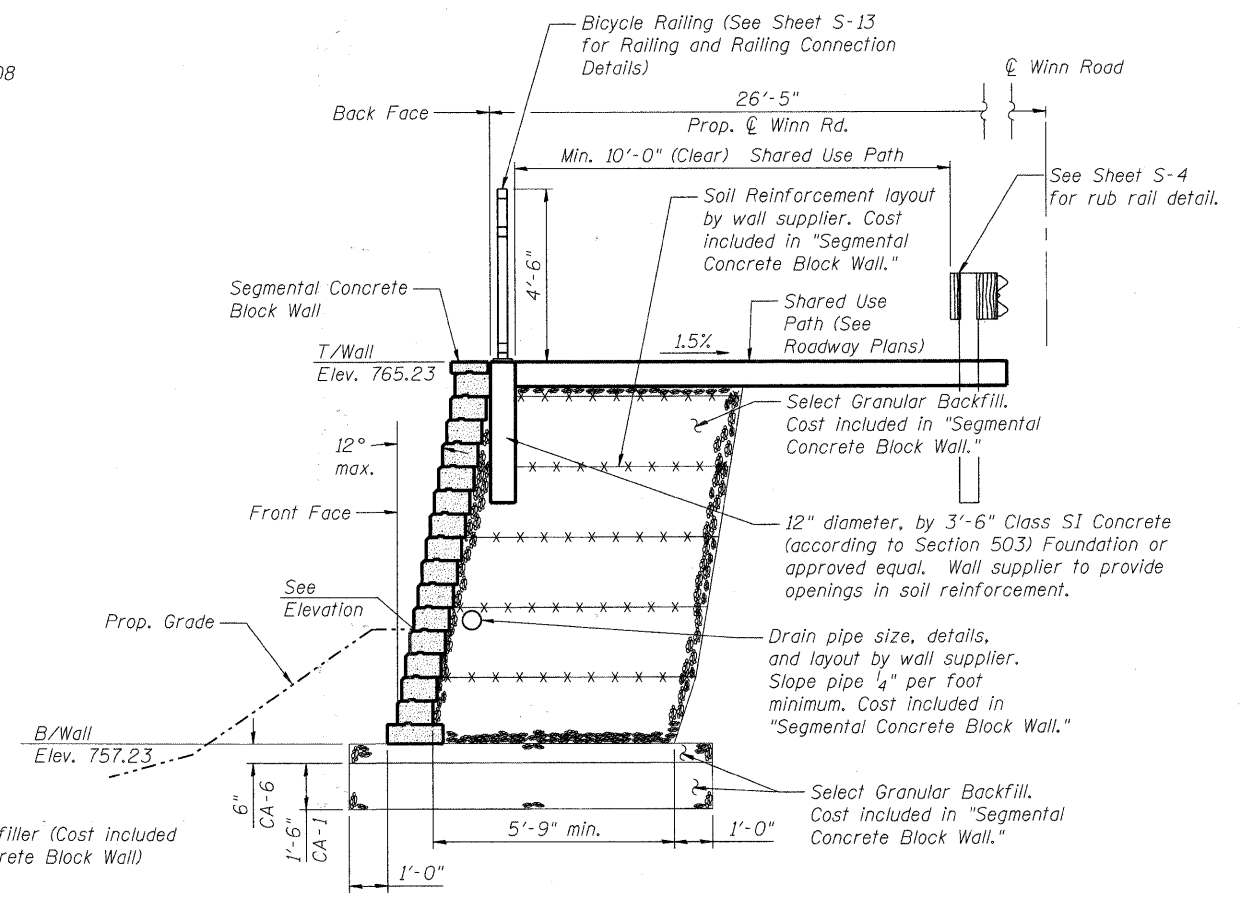 08
Bicycle Railing (See Sheet S-13
for Railing and Railing Connection
Details)
℄ Winn Road
Back Face
26'-5"
Prop. ℄ Winn Rd.
Min. 10'-0" (Clear) Shared Use Path
See Sheet S-4
for rub rail detail.
Soil Reinforcement layout
by wall supplier. Cost
included in "Segmental
Concrete Block Wall."
4'-6"
Segmental Concrete
Block Wall
Shared Use
Path (See
Roadway Plans)
1.5%
T/Wall
Elev. 765.23
Select Granular Backfill.
Cost included in "Segmental
Concrete Block Wall."
12°
max.
Front Face
12" diameter, by 3'-6" Class SI Concrete
(according to Section 503) Foundation or
approved equal. Wall supplier to provide
openings in soil reinforcement.
See
Elevation
Prop. Grade
Drain pipe size, details,
and layout by wall supplier.
Slope pipe 1/4" per foot
minimum. Cost included in
"Segmental Concrete Block Wall."
B/Wall
Elev. 757.23
6"
CA-6
1'-6"
CA-1
Select Granular Backfill.
Cost included in "Segmental
Concrete Block Wall."
5'-9" min.
1'-0"
1'-0"
filler (Cost included
rete Block Wall)